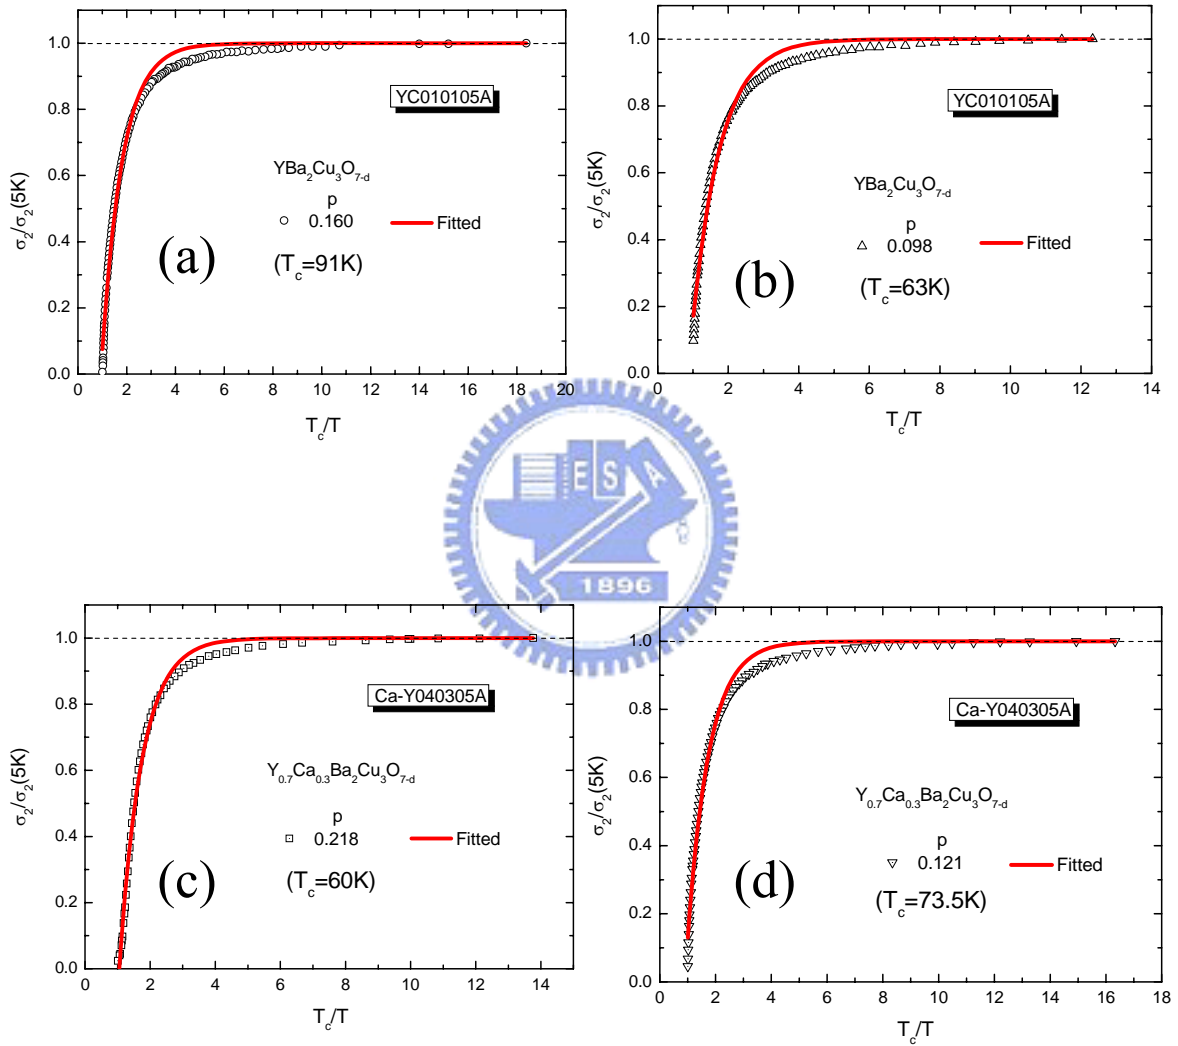 1.0
0.8
0.6
0.4
0.2
0.0
σ₂/σ₂(5K)
YC010105A
YBa₂Cu₃O₇₋d
p
0.160
Fitted
(a)
(Tc=91K)
0 2 4 6 8 10 12 14 16 18 20
Tc/T
1.0
0.8
0.6
0.4
0.2
0.0
σ₂/σ₂(5K)
YC010105A
YBa₂Cu₃O₇₋d
p
0.098
Fitted
(b)
(Tc=63K)
0 2 4 6 8 10 12 14
Tc/T
E S A
1896
1.0
0.8
0.6
0.4
0.2
0.0
σ₂/σ₂(5K)
Ca-Y040305A
Y₀.₇Ca₀.₃Ba₂Cu₃O₇₋d
p
0.218
Fitted
(c)
(Tc=60K)
0 2 4 6 8 10 12 14
Tc/T
1.0
0.8
0.6
0.4
0.2
0.0
σ₂/σ₂(5K)
Ca-Y040305A
Y₀.₇Ca₀.₃Ba₂Cu₃O₇₋d
p
0.121
Fitted
(d)
(Tc=73.5K)
0 2 4 6 8 10 12 14 16 18
Tc/T